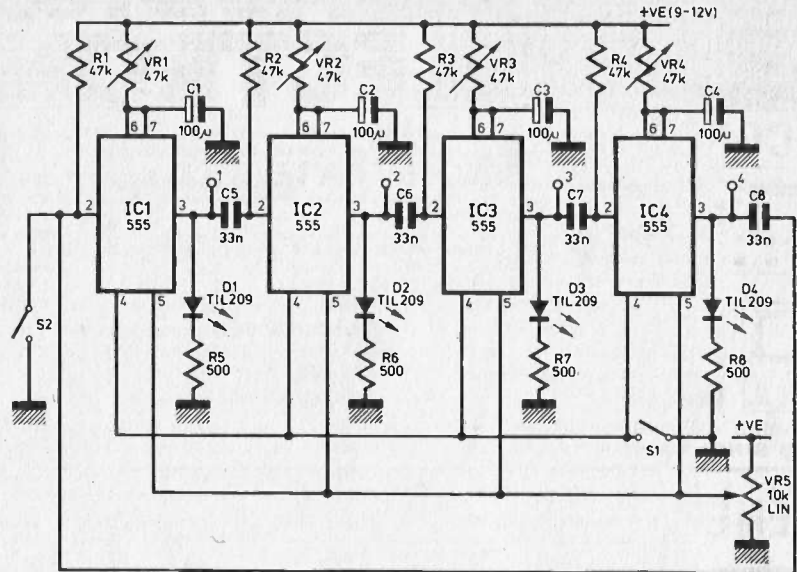 +VE (9-12V)
R1
47k
VR1
47k
C1
100µ
R2
47k
VR2
47k
C2
100µ
R3
47k
VR3
47k
C3
100µ
R4
47k
VR4
47k
C4
100µ
6 7
6 7
6 7
6 7
2
IC1
555
3
1
C5
33n
2
IC2
555
3
2
C6
33n
2
IC3
555
3
3
C7
33n
2
IC4
555
3
4
C8
33n
4 5
4 5
4 5
4 5
S2
D1
TIL209
D2
TIL209
D3
TIL209
D4
TIL209
R5
500
R6
500
R7
500
R8
500
S1
+VE
VR5
10k
LIN